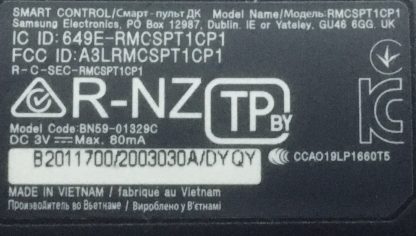 SMART CONTROL/Смарт - пульт ДК Model Name/Модель:RMCSPT1CP1
Samsung Electronics, PO Box 12987, Dublin. IE or Yateley, GU46 6GG. UK
IC ID:649E-RMCSPT1CP1
FCC ID:A3LRMCSPT1CP1
R-C-SEC-RMCSPT1CP1
R-NZ
TP BY
Model Code:BN59-01329C
DC 3V Max. 80mA
B2011700/2003030A/DYQY
CCAO19LP1660T5
MADE IN VIETNAM / fabriqué au Vietnam
Производитель во Вьетнаме / Вироблено у В'єтнамі